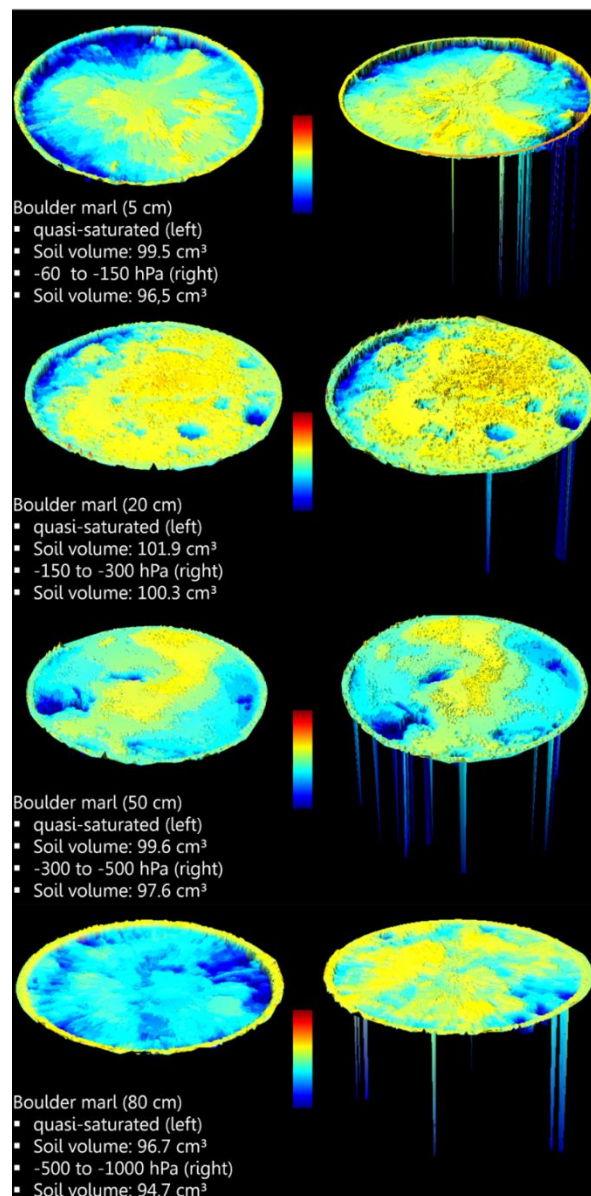 Boulder marl (5 cm)
▪ quasi-saturated (left)
▪ Soil volume: 99.5 cm³
▪ -60 to -150 hPa (right)
▪ Soil volume: 96,5 cm³
Boulder marl (20 cm)
▪ quasi-saturated (left)
▪ Soil volume: 101.9 cm³
▪ -150 to -300 hPa (right)
▪ Soil volume: 100.3 cm³
Boulder marl (50 cm)
▪ quasi-saturated (left)
▪ Soil volume: 99.6 cm³
▪ -300 to -500 hPa (right)
▪ Soil volume: 97.6 cm³
Boulder marl (80 cm)
▪ quasi-saturated (left)
▪ Soil volume: 96.7 cm³
▪ -500 to -1000 hPa (right)
▪ Soil volume: 94.7 cm³